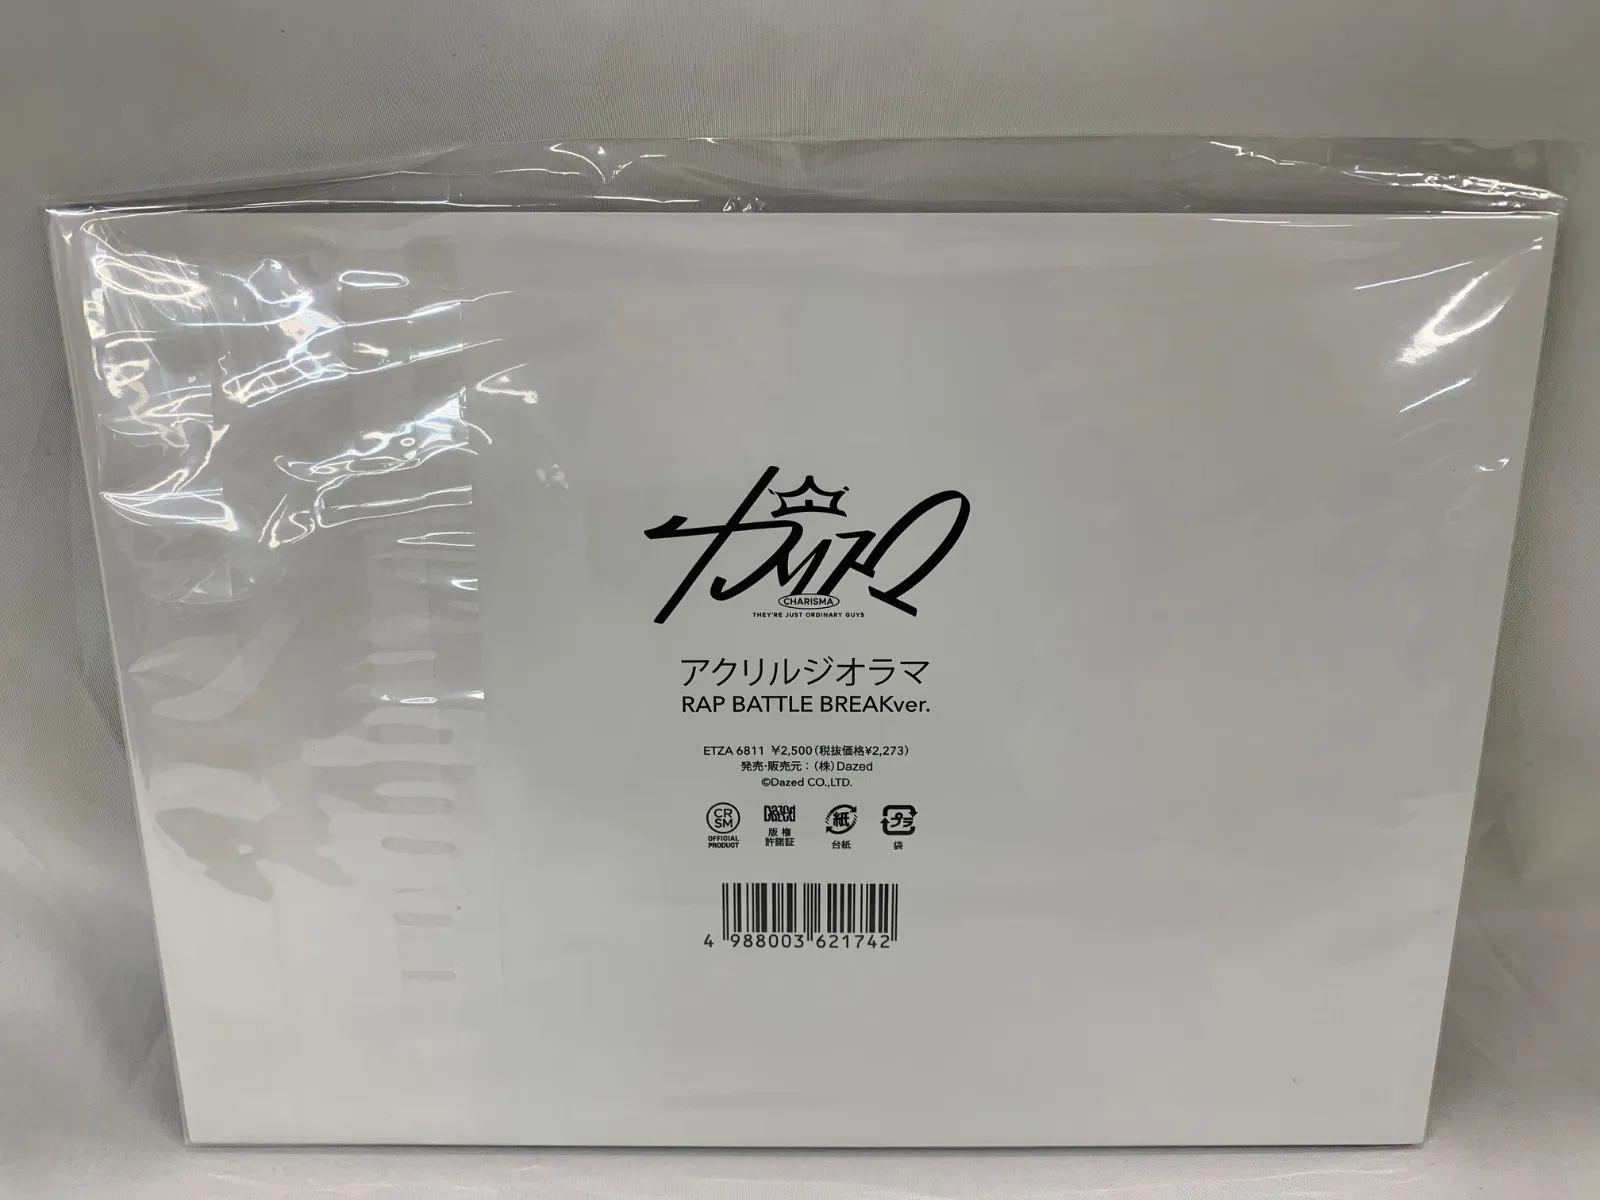 カリスマ
CHARISMA
THEY'RE JUST ORDINARY GUYS
アクリルジオラマ
RAP BATTLE BREAKver.
ETZA 6811 ¥2,500(税抜価格¥2,273)
発売・販売元：(株)Dazed
©Dazed CO.,LTD.
CR
SM
OFFICIAL
PRODUCT
Dazed
版権
許諾証
紙
台紙
プラ
袋
4 988003 621742